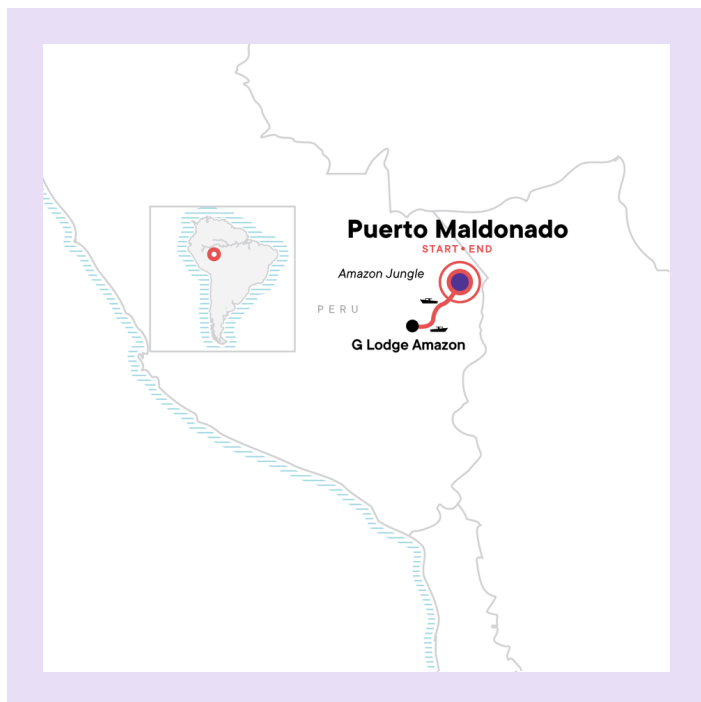 Puerto Maldonado
START • END
Amazon Jungle
PERU
G Lodge Amazon